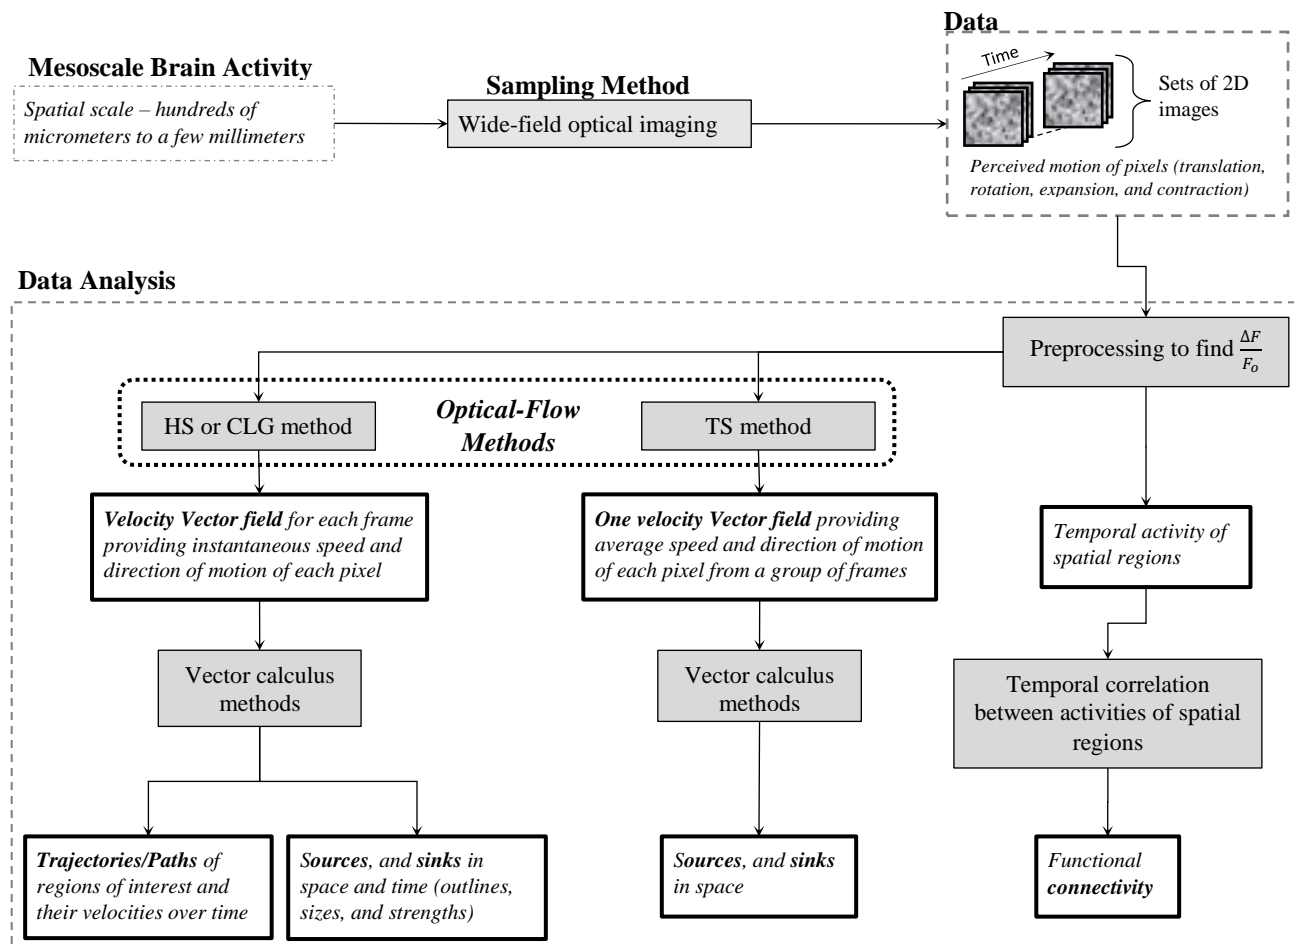 Data
Mesoscale Brain Activity
Spatial scale – hundreds of
micrometers to a few millimeters
Sampling Method
Wide-field optical imaging
Time
Sets of 2D
images
Perceived motion of pixels (translation,
rotation, expansion, and contraction)
Data Analysis
Preprocessing to find ΔF/Fo
Optical-Flow
Methods
HS or CLG method
TS method
Velocity Vector field for each frame
providing instantaneous speed and
direction of motion of each pixel
One velocity Vector field providing
average speed and direction of motion
of each pixel from a group of frames
Temporal activity of
spatial regions
Vector calculus
methods
Vector calculus
methods
Temporal correlation
between activities of spatial
regions
Trajectories/Paths of
regions of interest and
their velocities over time
Sources, and sinks in
space and time (outlines,
sizes, and strengths)
Sources, and sinks
in space
Functional
connectivity